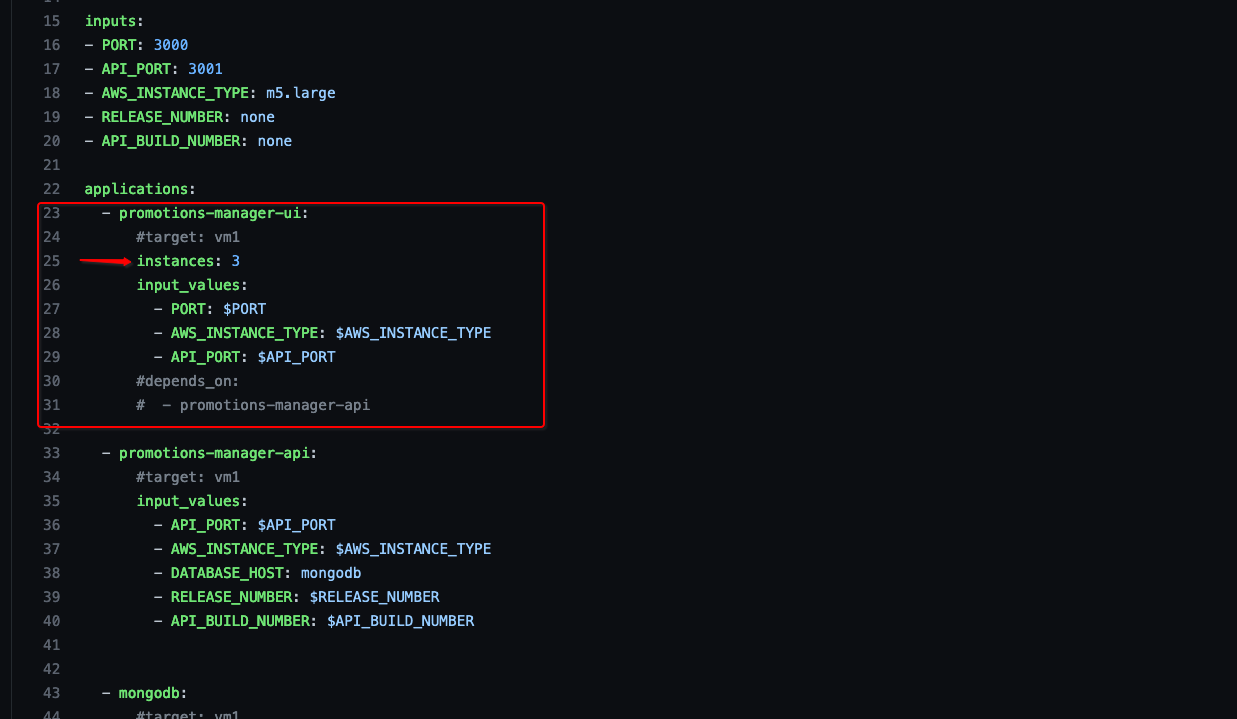 15 inputs:
16 - PORT: 3000
17 - API_PORT: 3001
18 - AWS_INSTANCE_TYPE: m5.large
19 - RELEASE_NUMBER: none
20 - API_BUILD_NUMBER: none
21
22 applications:
23   - promotions-manager-ui:
24       #target: vm1
25       instances: 3
26       input_values:
27         - PORT: $PORT
28         - AWS_INSTANCE_TYPE: $AWS_INSTANCE_TYPE
29         - API_PORT: $API_PORT
30       #depends_on:
31       #  - promotions-manager-api
32
33   - promotions-manager-api:
34       #target: vm1
35       input_values:
36         - API_PORT: $API_PORT
37         - AWS_INSTANCE_TYPE: $AWS_INSTANCE_TYPE
38         - DATABASE_HOST: mongodb
39         - RELEASE_NUMBER: $RELEASE_NUMBER
40         - API_BUILD_NUMBER: $API_BUILD_NUMBER
41
42
43   - mongodb:
44       #target: vm1